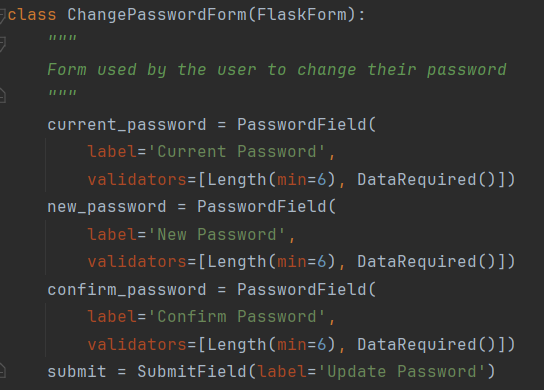 class ChangePasswordForm(FlaskForm):
    """
    Form used by the user to change their password
    """
    current_password = PasswordField(
        label='Current Password',
        validators=[Length(min=6), DataRequired()])
    new_password = PasswordField(
        label='New Password',
        validators=[Length(min=6), DataRequired()])
    confirm_password = PasswordField(
        label='Confirm Password',
        validators=[Length(min=6), DataRequired()])
    submit = SubmitField(label='Update Password')